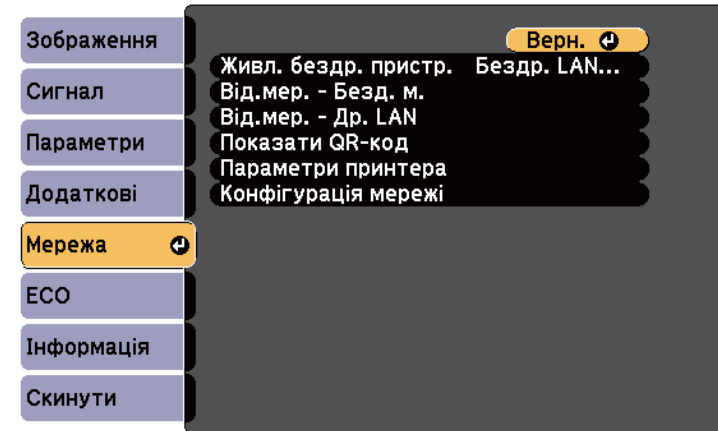 Зображення
Сигнал
Параметри
Додаткові
Мережа
ECO
Інформація
Скинути
Верн.
Живл. бездр. пристр. Бездр. LAN...
Від.мер. - Безд. м.
Від.мер. - Др. LAN
Показати QR-код
Параметри принтера
Конфігурація мережі